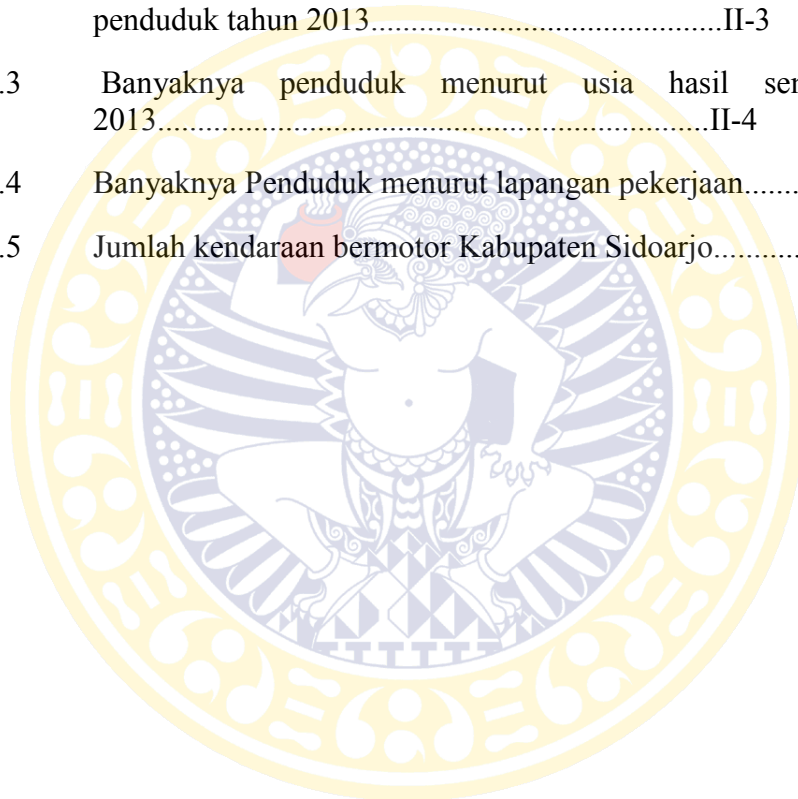 penduduk tahun 2013............................................II-3
.3 Banyaknya penduduk menurut usia hasil
2013.....................................................................II-4
.4 Banyaknya Penduduk menurut lapangan pekerjaan.......
.5 Jumlah kendaraan bermotor Kabupaten Sidoarjo...........